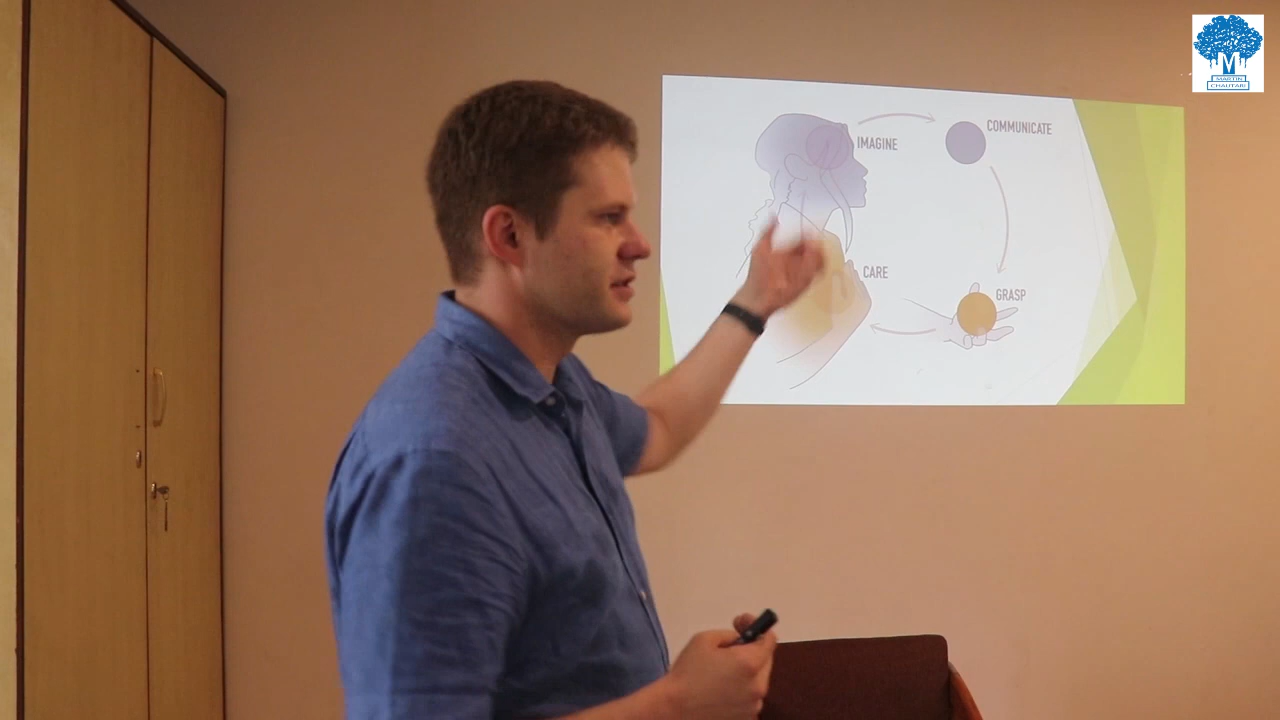 IMAGINE
COMMUNICATE
CARE
GRASP
M
MARTIN
CHAUTARI